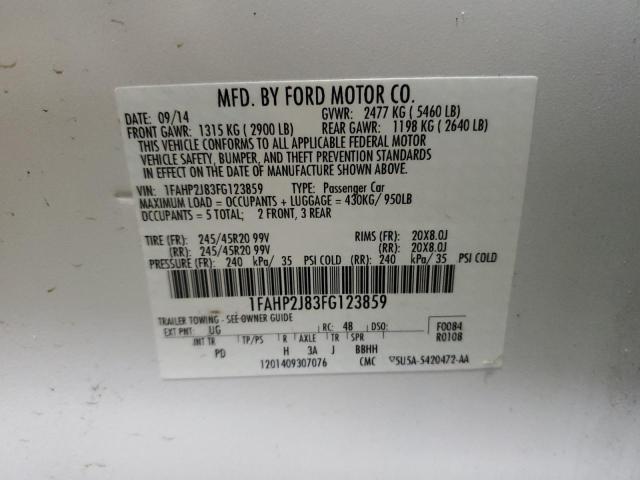 MFD. BY FORD MOTOR CO.
DATE: 09/14 GVWR: 2477 KG ( 5460 LB)
FRONT GAWR: 1315 KG ( 2900 LB) REAR GAWR: 1198 KG ( 2640 LB)
THIS VEHICLE CONFORMS TO ALL APPLICABLE FEDERAL MOTOR
VEHICLE SAFETY, BUMPER, AND THEFT PREVENTION STANDARDS
IN EFFECT ON THE DATE OF MANUFACTURE SHOWN ABOVE.
VIN: 1FAHP2J83FG123859 TYPE: Passenger Car
MAXIMUM LOAD = OCCUPANTS + LUGGAGE = 430KG/ 950LB
OCCUPANTS = 5 TOTAL; 2 FRONT, 3 REAR
TIRE (FR): 245/45R20 99V RIMS (FR): 20X8.0J
(RR): 245/45R20 99V (RR): 20X8.0J
PRESSURE (FR): 240 kPa/ 35 PSI COLD (RR): 240 kPa/ 35 PSI COLD
1FAHP2J83FG123859
TRAILER TOWING - SEE OWNER GUIDE
EXT PNT: UG RC: 48 DSO: F0084
INT TR TP/PS R AXLE TR SPR R0108
PD H 3A J BBHH
1201409307076 CMC 5U5A-5420472-AA